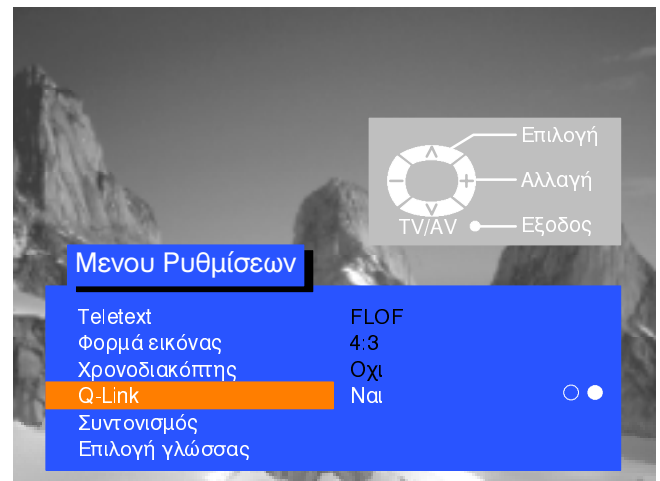 Επιλογή
Αλλαγή
TV/AV Εξοδος
Μενου Ρυθμίσεων
Teletext FLOF
Φορμά εικόνας 4:3
Χρονοδιακόπτης Οχι
Q-Link Ναι
Συντονισμός
Επιλογή γλώσσας